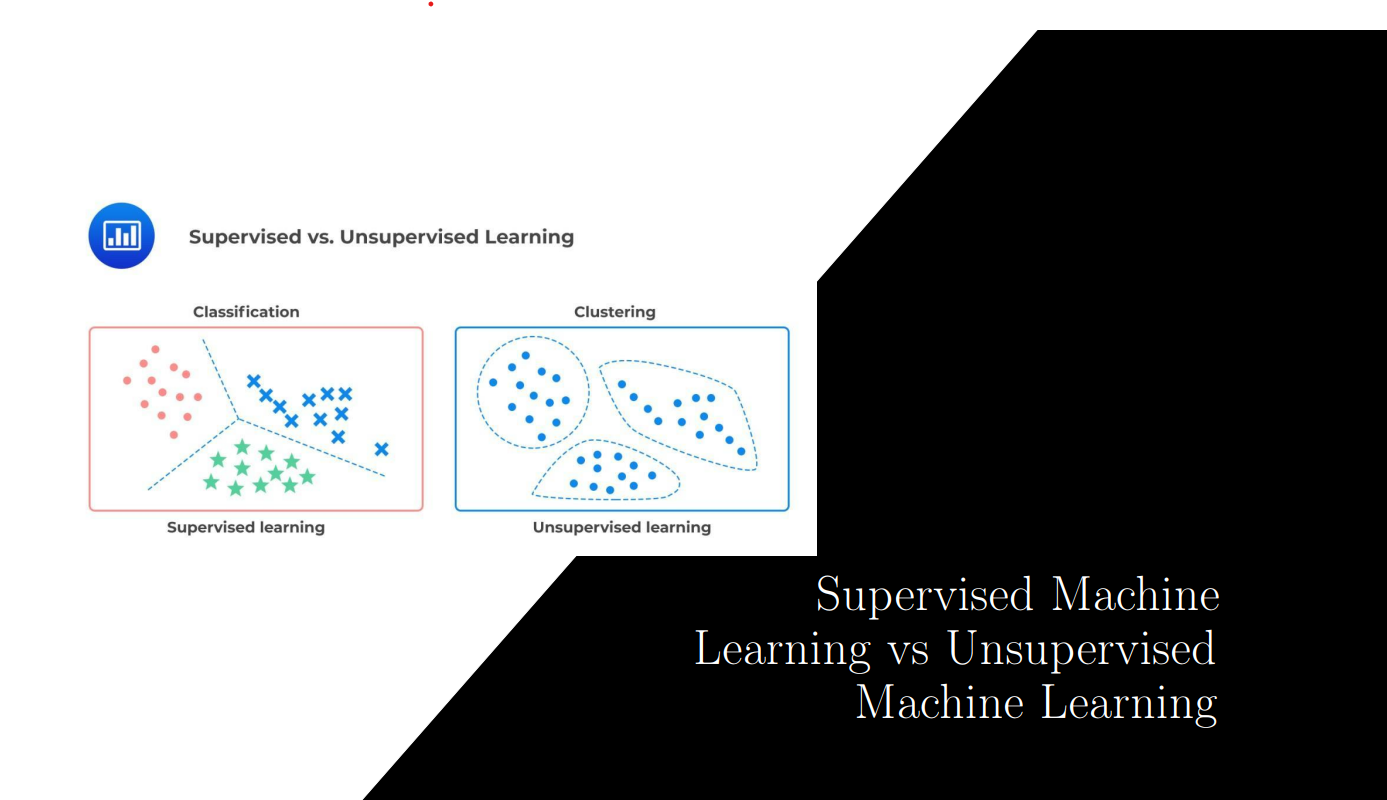 Supervised vs. Unsupervised Learning
Classification
Clustering
Supervised learning
Unsupervised learning
Supervised Machine
Learning vs Unsupervised
Machine Learning